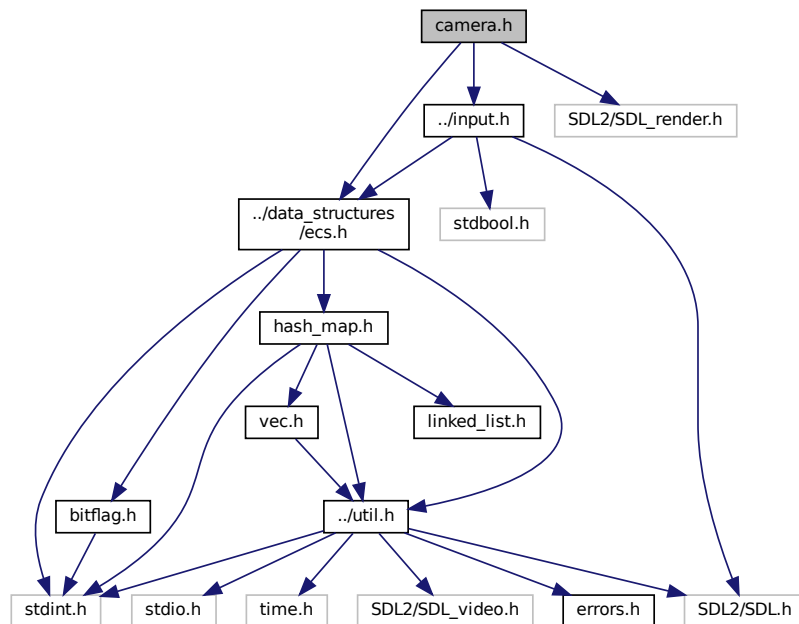 camera.h
../input.h
SDL2/SDL_render.h
../data_structures
/ecs.h
stdbool.h
hash_map.h
vec.h
linked_list.h
bitflag.h
../util.h
stdint.h
stdio.h
time.h
SDL2/SDL_video.h
errors.h
SDL2/SDL.h